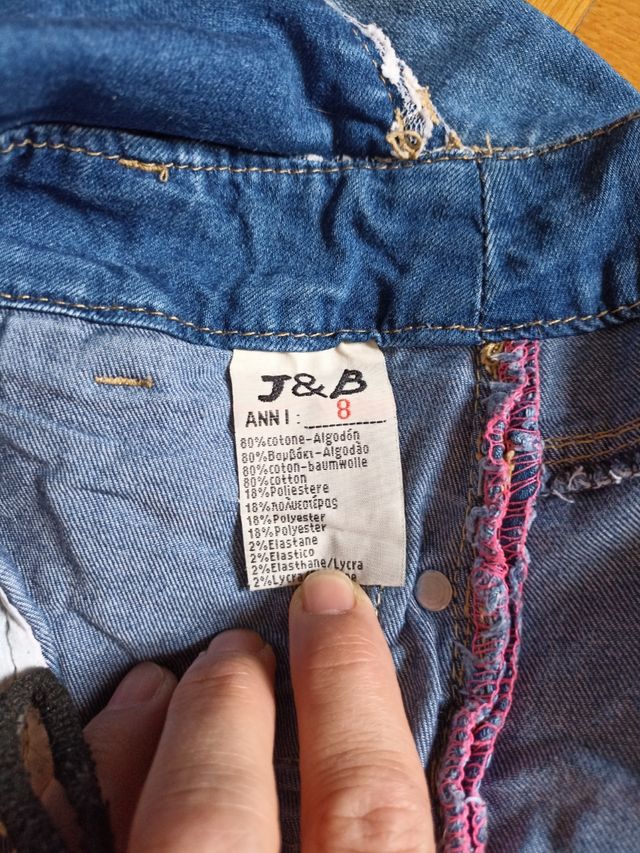 J&B
ANNI: 8
80%cotone-Algodón
80%Βαμβάκι-Algodão
80%coton-baumwolle
80%cotton
18%Poliestere
18%πολυεστέρας
18%Polyester
18%Polyester
2%Elastane
2%Elastico
2%Elasthane/Lycra
2%Lycra